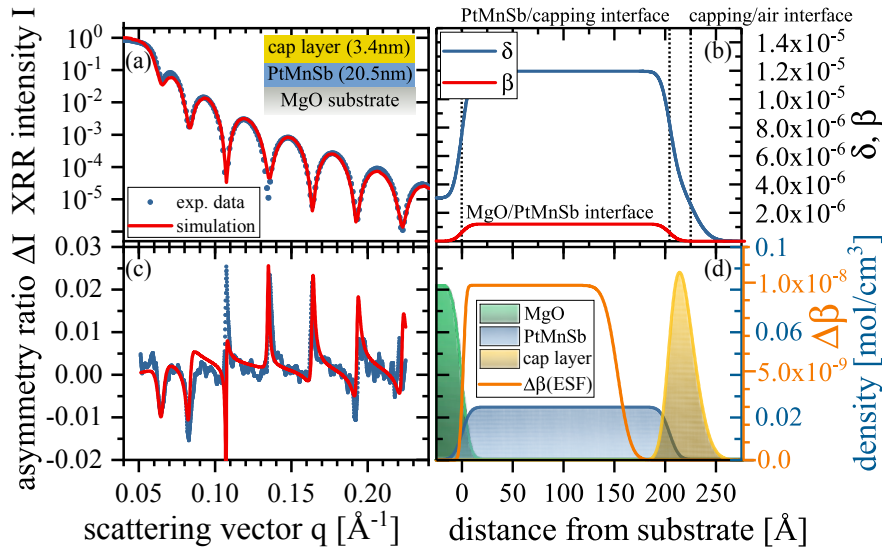 XRR intensity I
10⁰
10⁻¹
10⁻²
10⁻³
10⁻⁴
10⁻⁵
(a)
cap layer (3.4nm)
PtMnSb (20.5nm)
MgO substrate
exp. data
simulation
PtMnSb/capping interface
capping/air interface
δ
β
(b)
MgO/PtMnSb interface
1.4x10⁻⁵
1.2x10⁻⁵
1.0x10⁻⁵
8.0x10⁻⁶
6.0x10⁻⁶
4.0x10⁻⁶
2.0x10⁻⁶
δ, β
asymmetry ratio ΔI
0.03
0.02
0.01
0.00
-0.01
-0.02
(c)
0.05
0.10
0.15
0.20
scattering vector q [Å⁻¹]
(d)
MgO
PtMnSb
cap layer
Δβ(ESF)
1.0x10⁻⁸
5.0x10⁻⁹
0.0
Δβ
0.1
0.06
0.02
density [mol/cm³]
0
50
100
150
200
250
distance from substrate [Å]